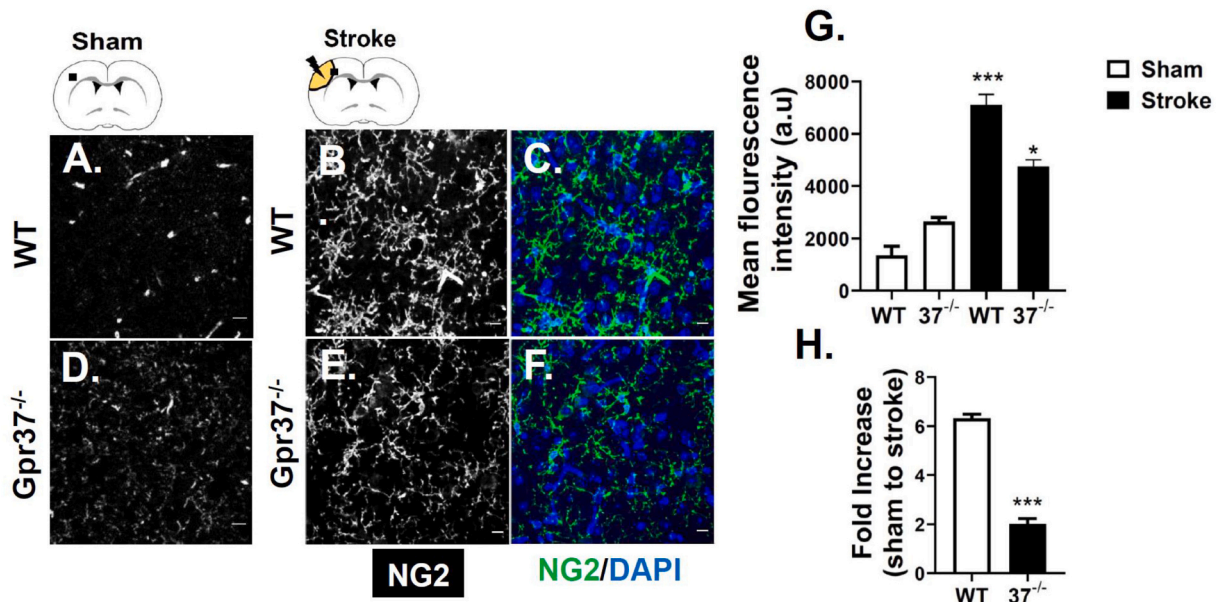 Sham
Stroke
WT
A.
WT
B
.
C.
Gpr37-/-
D.
Gpr37-/-
E.
F.
NG2
NG2/DAPI
G.
Sham
Stroke
Mean flourescence
intensity (a.u)
8000
6000
4000
2000
0
***
*
WT 37-/- WT 37-/-
H.
Fold Increase
(sham to stroke)
8
6
4
2
0
***
WT 37-/-